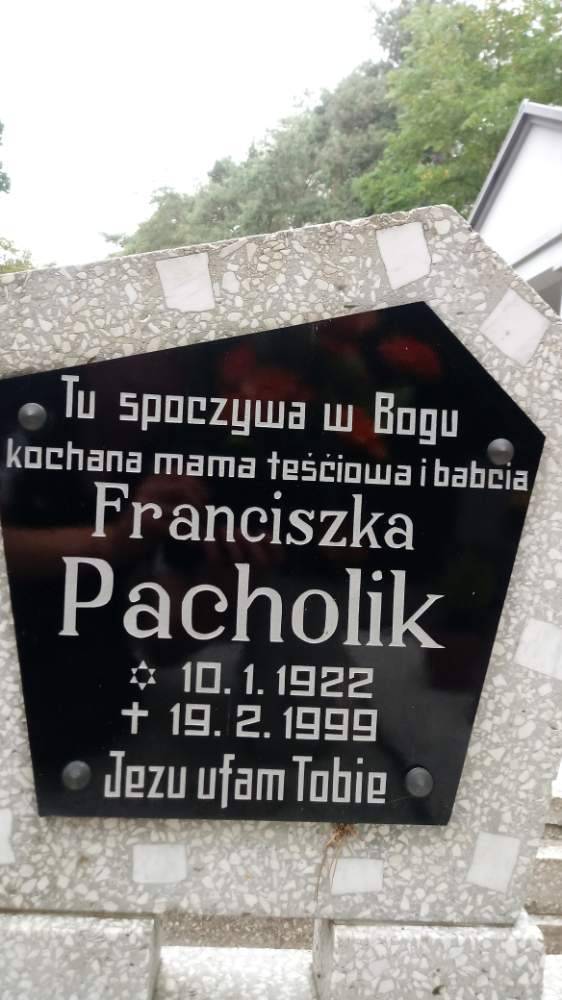 Tu spoczywa w Bogu
kochana mama teściowa i babcia
Franciszka
Pacholik
✡ 10. 1. 1922
✝ 19. 2. 1999
Jezu ufam Tobie